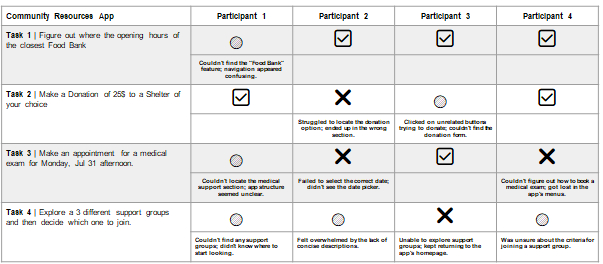 Community Resources App
Participant 1
Participant 2
Participant 3
Participant 4
Task 1 | Figure out where the opening hours of
the closest Food Bank
Couldn't find the "Food Bank"
feature; navigation appeared
confusing.
Task 2 | Make a Donation of 25$ to a Shelter of
your choice
Struggled to locate the donation
option; ended up in the wrong
section.
Clicked on unrelated buttons
trying to donate; couldn't find the
donation form.
Task 3 | Make an appointment for a medical
exam for Monday, Jul 31 afternoon.
Couldn't locate the medical
support section; app structure
seemed unclear.
Failed to select the correct date;
didn't see the date picker.
Couldn't figure out how to book a
medical exam; got lost in the
app's menus.
Task 4 | Explore a 3 different support groups
and then decide which one to join.
Couldn't find any support
groups; didn't know where to
start looking.
Felt overwhelmed by the lack of
concise descriptions.
Unable to explore support
groups; kept returning to the
app's homepage.
Was unsure about the criteria for
joining a support group.